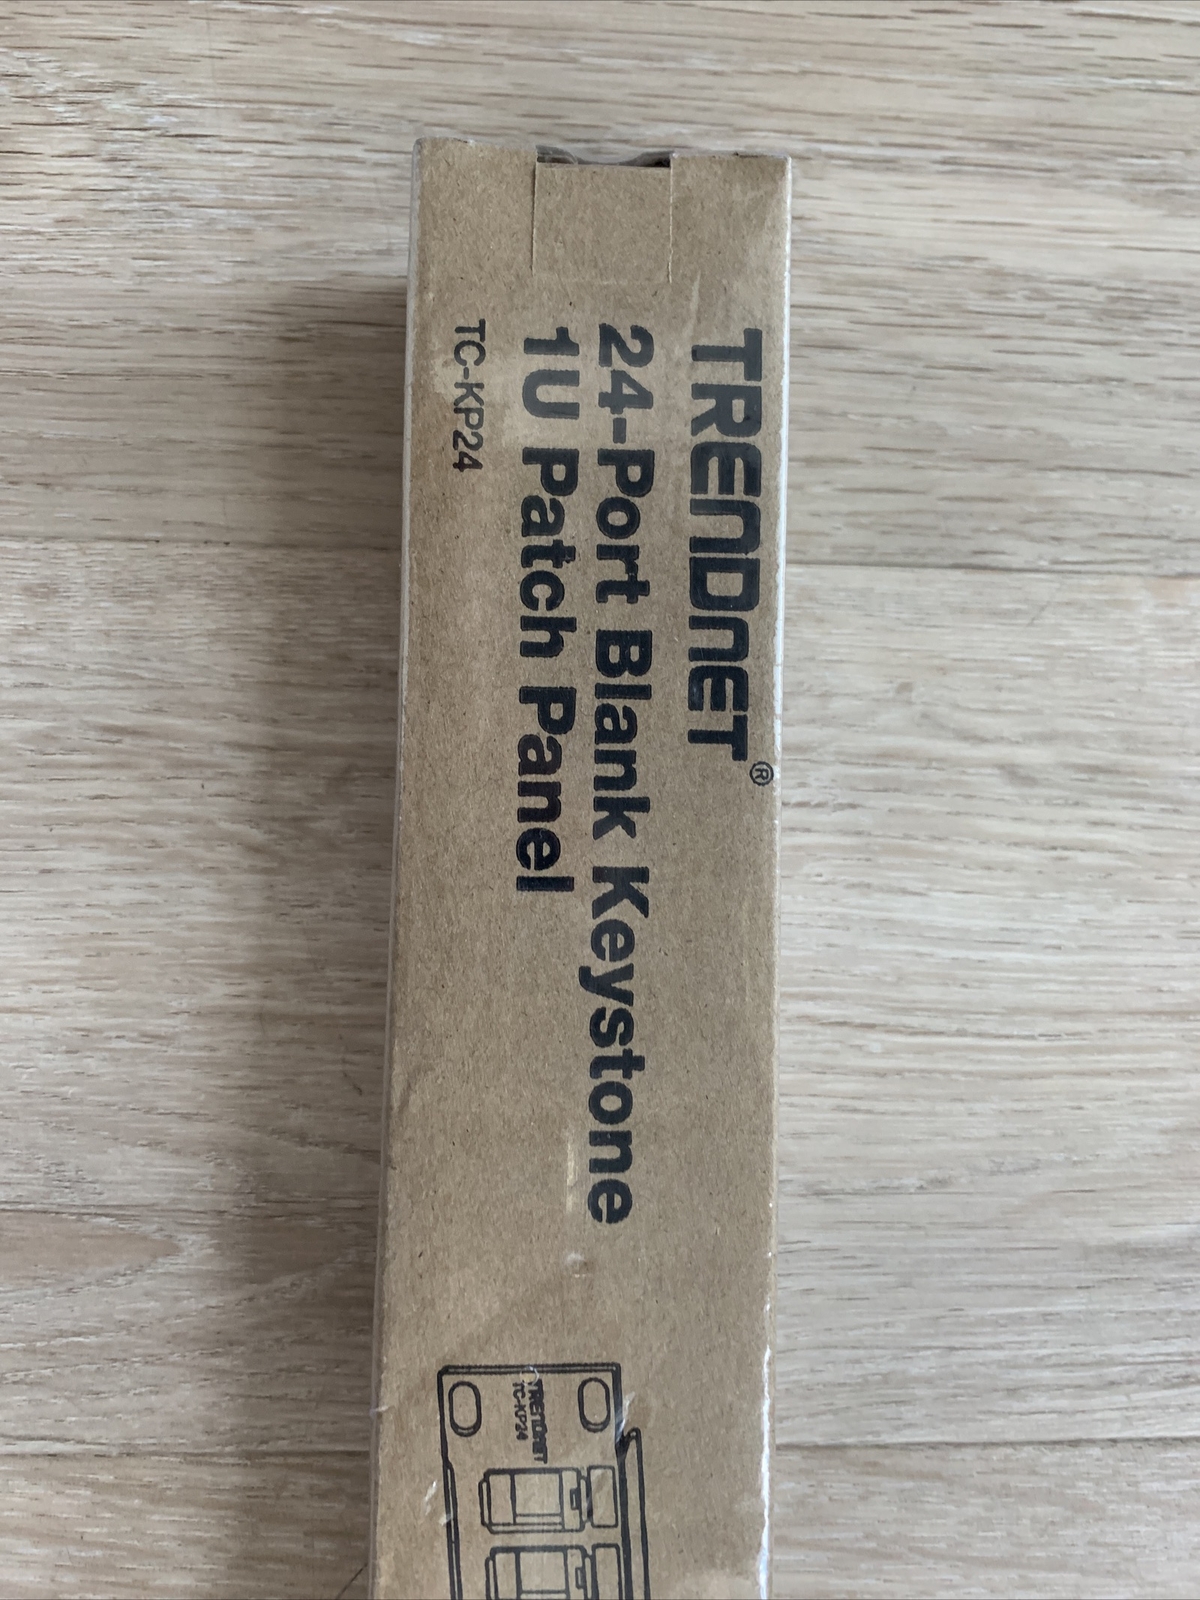 TRENDNET®
24-Port Blank Keystone
1U Patch Panel
TC-KP24
TRENDNET
TC-KP24